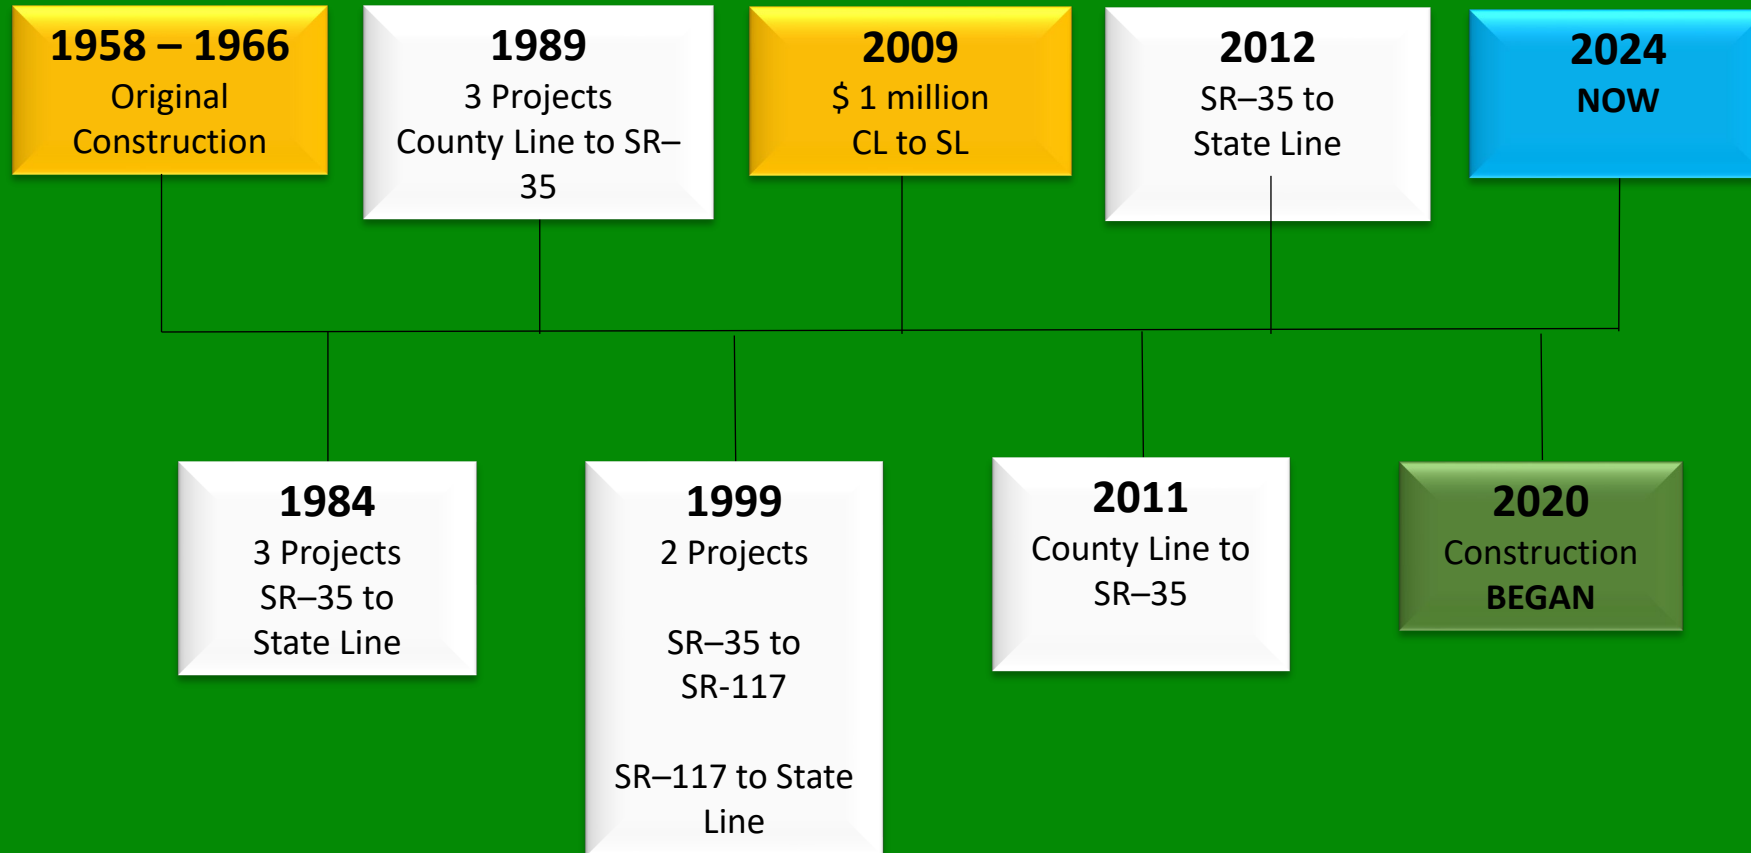 1958 – 1966
Original
Construction
1989
3 Projects
County Line to SR–
35
2009
$ 1 million
CL to SL
2012
SR–35 to
State Line
2024
NOW
1984
3 Projects
SR–35 to
State Line
1999
2 Projects
SR–35 to
SR-117
SR–117 to State
Line
2011
County Line to
SR–35
2020
Construction
BEGAN